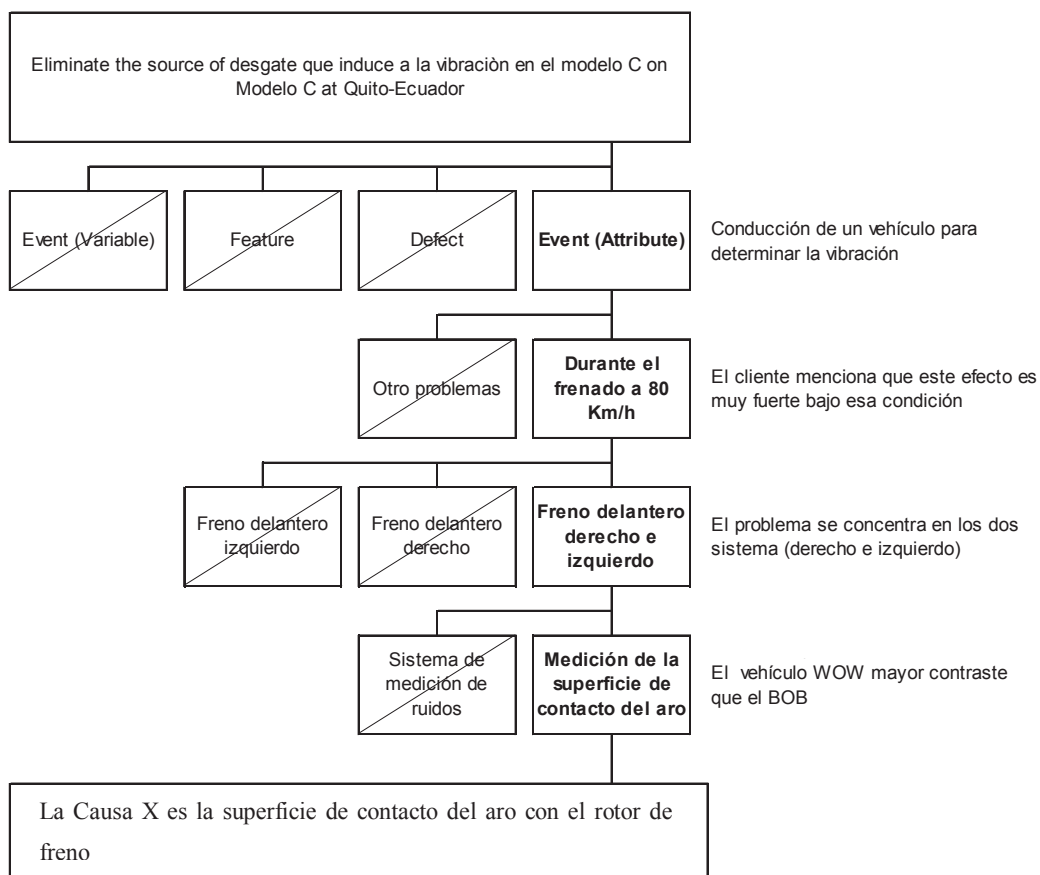 Eliminate the source of desgate que induce a la vibraciòn en el modelo C on
Modelo C at Quito-Ecuador
Event (Variable)
Feature
Defect
Event (Attribute)
Conducción de un vehículo para
determinar la vibración
Otro problemas
Durante el
frenado a 80
Km/h
El cliente menciona que este efecto es
muy fuerte bajo esa condición
Freno delantero
izquierdo
Freno delantero
derecho
Freno delantero
derecho e
izquierdo
El problema se concentra en los dos
sistema (derecho e izquierdo)
Sistema de
medición de
ruidos
Medición de la
superficie de
contacto del aro
El vehículo WOW mayor contraste
que el BOB
La Causa X es la superficie de contacto del aro con el rotor de
freno